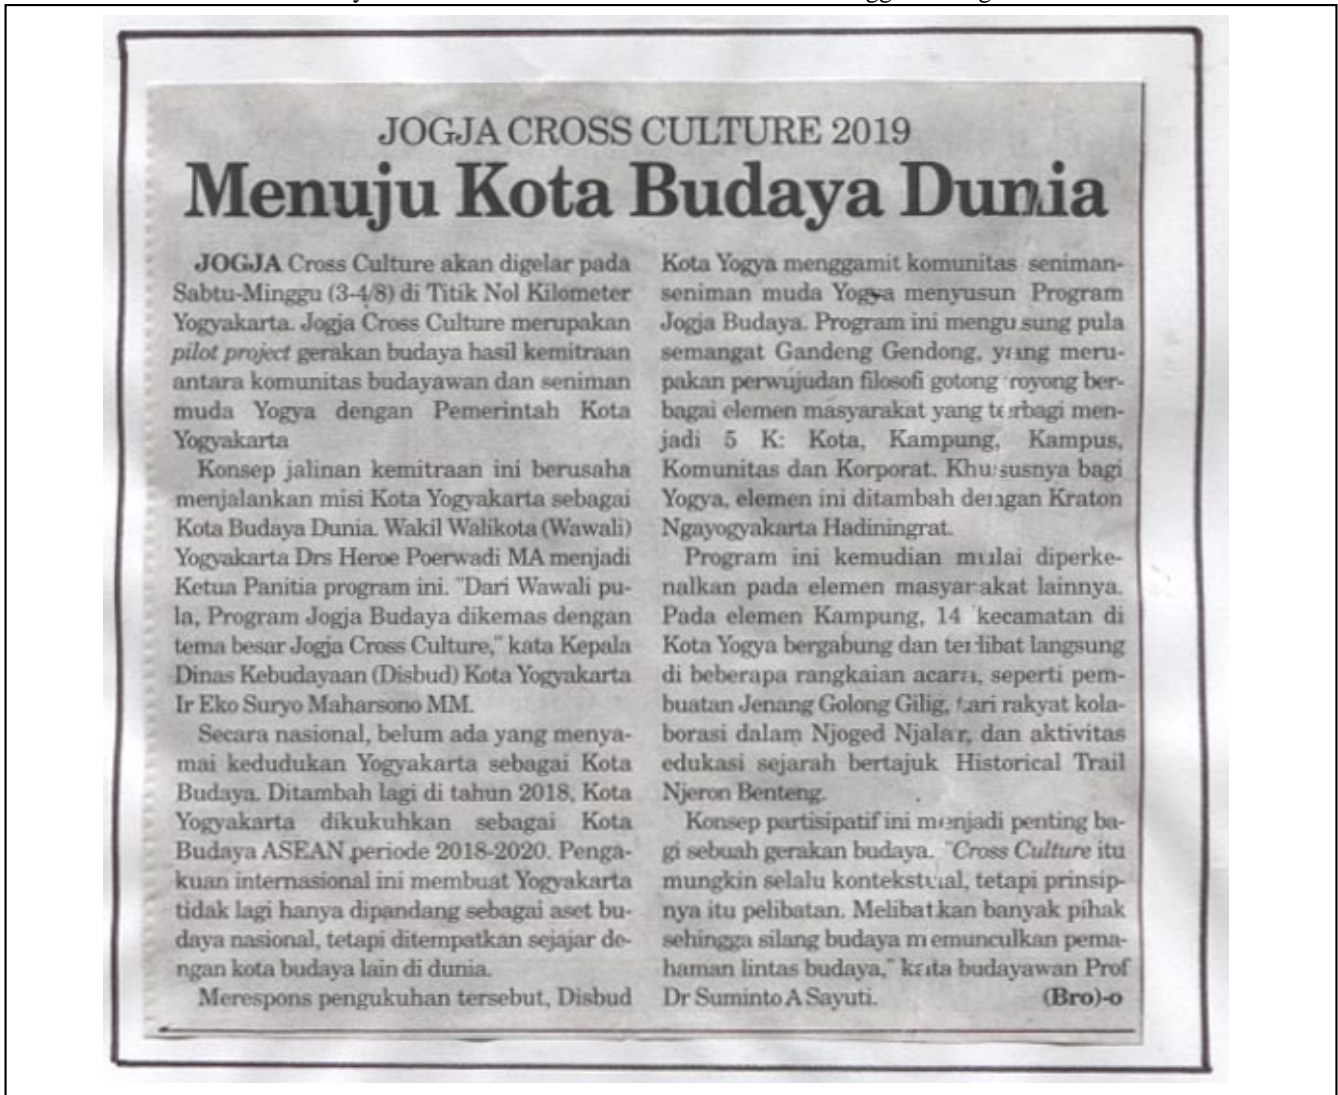 JOGJA CROSS CULTURE 2019
Menuju Kota Budaya Dunia
JOGJA Cross Culture akan digelar pada
Sabtu-Minggu (3-4/8) di Titik Nol Kilometer
Yogyakarta. Jogja Cross Culture merupakan
pilot project gerakan budaya hasil kemitraan
antara komunitas budayawan dan seniman
muda Yogya dengan Pemerintah Kota
Yogyakarta
Konsep jalinan kemitraan ini berusaha
menjalankan misi Kota Yogyakarta sebagai
Kota Budaya Dunia. Wakil Walikota (Wawali)
Yogyakarta Drs Heroe Poerwadi MA menjadi
Ketua Panitia program ini. "Dari Wawali pu-
la, Program Jogja Budaya dikemas dengan
tema besar Jogja Cross Culture," kata Kepala
Dinas Kebudayaan (Disbud) Kota Yogyakarta
Ir Eko Suryo Maharsono MM.
Secara nasional, belum ada yang menya-
mai kedudukan Yogyakarta sebagai Kota
Budaya. Ditambah lagi di tahun 2018, Kota
Yogyakarta dikukuhkan sebagai Kota
Budaya ASEAN periode 2018-2020. Penga-
kuan internasional ini membuat Yogyakarta
tidak lagi hanya dipandang sebagai aset bu-
daya nasional, tetapi ditempatkan sejajar de-
ngan kota budaya lain di dunia.
Merespons pengukuhan tersebut, Disbud
Kota Yogya menggamit komunitas seniman-
seniman muda Yogya menyusun Program
Jogja Budaya. Program ini mengusung pula
semangat Gandeng Gendong, yang meru-
pakan perwujudan filosofi gotong royong ber-
bagai elemen masyarakat yang terbagi men-
jadi 5 K: Kota, Kampung, Kampus,
Komunitas dan Korporat. Khususnya bagi
Yogya, elemen ini ditambah dengan Kraton
Ngayogyakarta Hadiningrat.
Program ini kemudian mulai diperke-
nalkan pada elemen masyarakat lainnya.
Pada elemen Kampung, 14 kecamatan di
Kota Yogya bergabung dan terlibat langsung
di beberapa rangkaian acara, seperti pem-
buatan Jenang Golong Gilig, tari rakyat kola-
borasi dalam Njoged Njalar, dan aktivitas
edukasi sejarah bertajuk Historical Trail
Njeron Benteng.
Konsep partisipatif ini menjadi penting ba-
gi sebuah gerakan budaya. "Cross Culture itu
mungkin selalu kontekstual, tetapi prinsip-
nya itu pelibatan. Melibatkan banyak pihak
sehingga silang budaya memunculkan pema-
haman lintas budaya," kata budayawan Prof
Dr Suminto A Sayuti. (Bro)-o